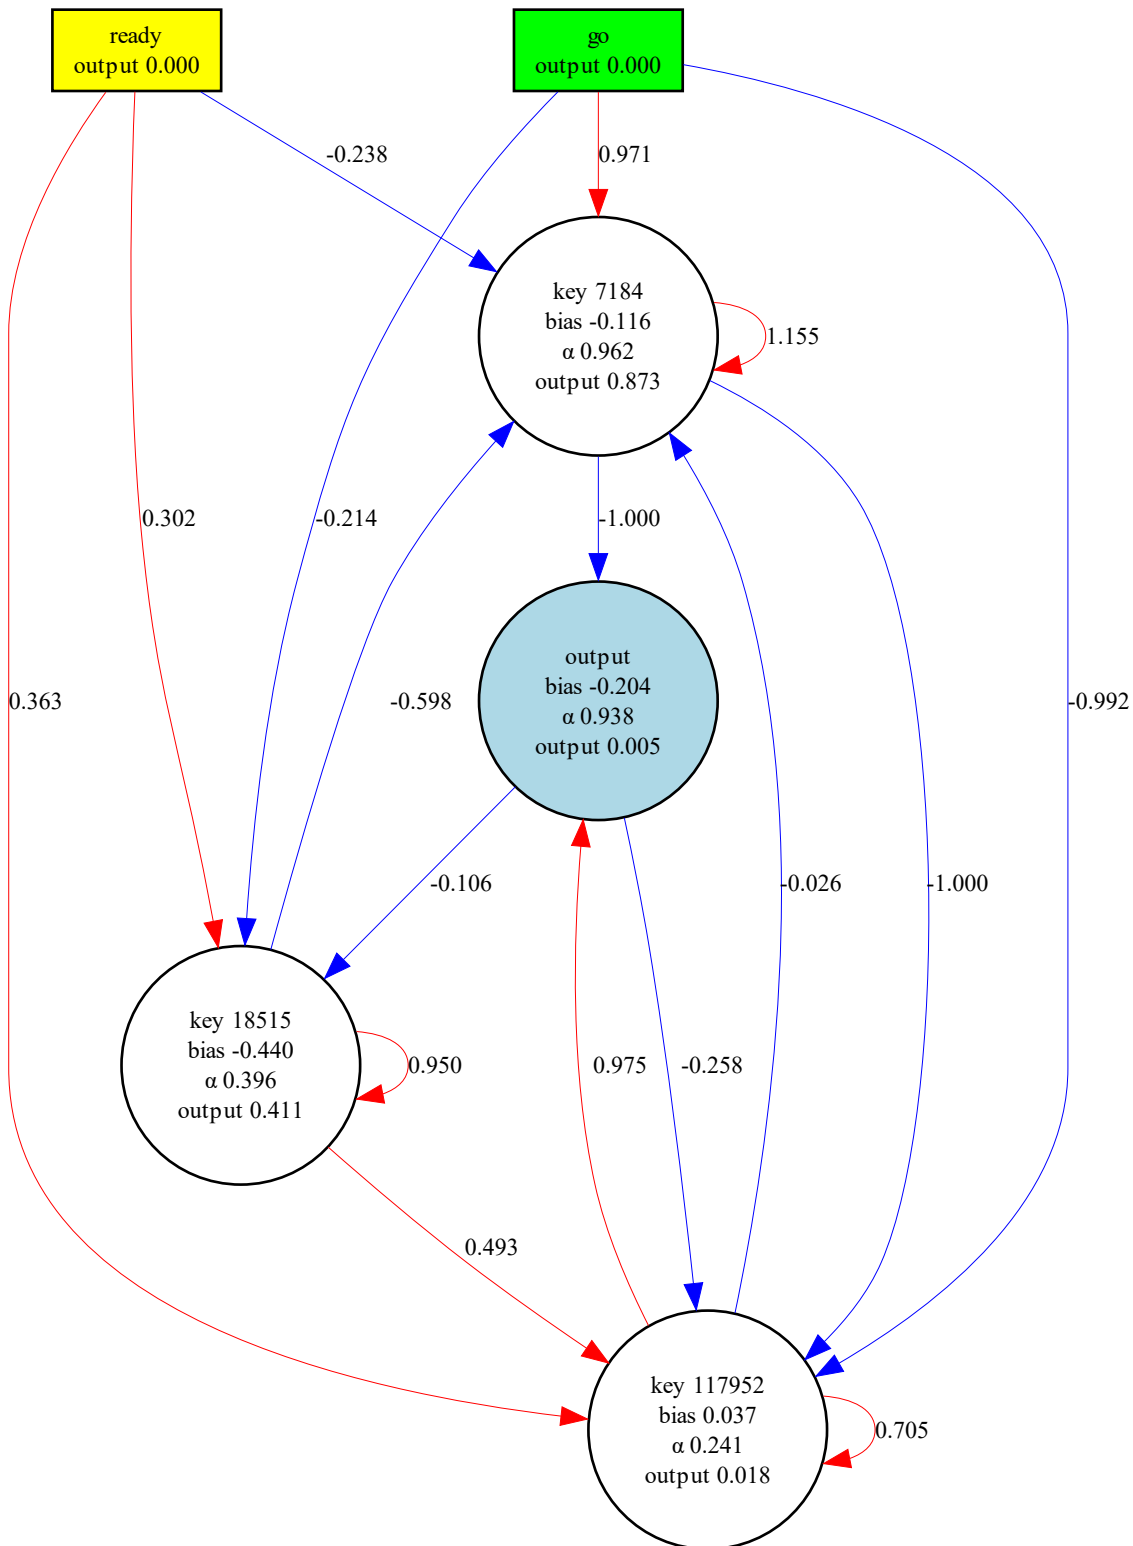 ready
output 0.000
go
output 0.000
-0.238
0.971
key 7184
bias -0.116
α 0.962
output 0.873
1.155
0.302
-0.214
-1.000
output
bias -0.204
α 0.938
output 0.005
0.363
-0.598
-0.992
-0.106
-0.026
-1.000
key 18515
bias -0.440
α 0.396
output 0.411
0.950
0.975
-0.258
0.493
key 117952
bias 0.037
α 0.241
output 0.018
0.705